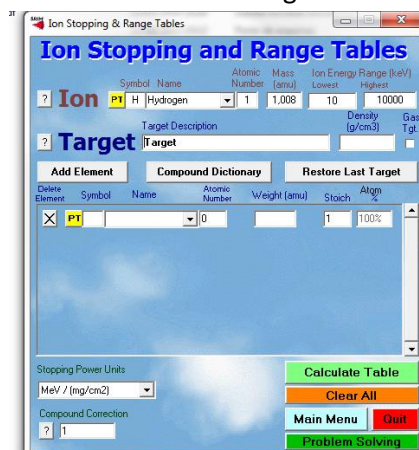 3T
SRIM Ion Stopping & Range Tables
Ion Stopping and Range Tables
Symbol Name Atomic Number Mass (amu) Ion Energy Range (keV) Lowest Highest
? Ion PT H Hydrogen 1 1,008 10 10000
Target Description Density (g/cm3) Gas Tgt.
? Target Target
Add Element Compound Dictionary Restore Last Target
Delete Element Symbol Name Atomic Number Weight (amu) Stoich Atom %
X PT 0 1 100%
Stopping Power Units
MeV / (mg/cm2)
Compound Correction
? 1
Calculate Table
Clear All
Main Menu Quit
Problem Solving